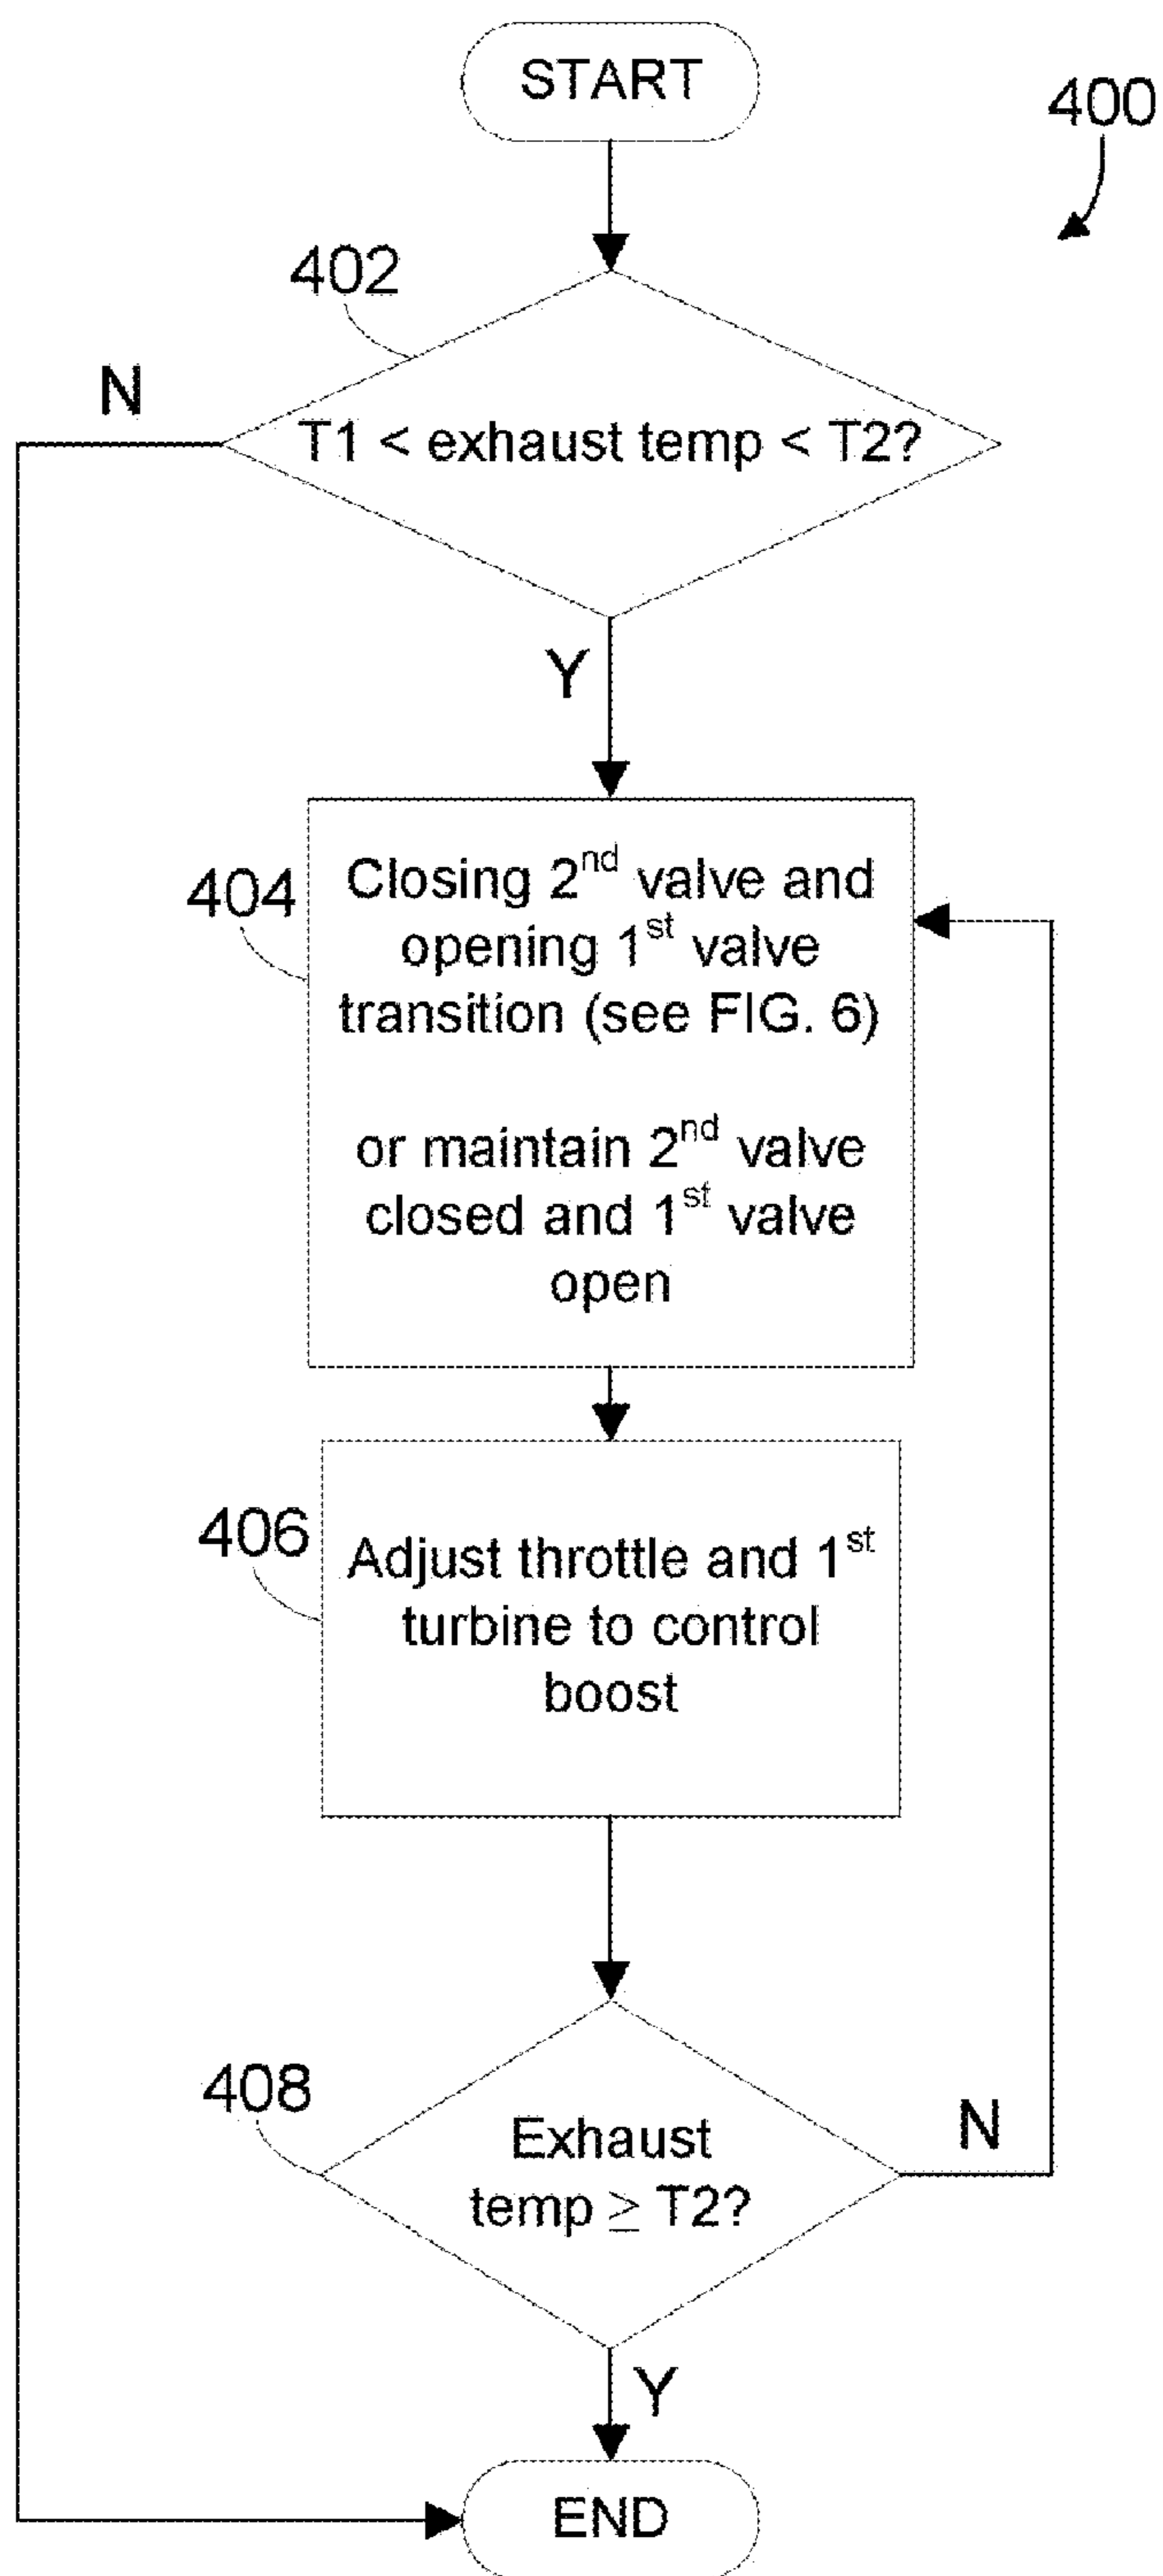 START
400
402
N
T1 < exhaust temp < T2?
Y
404
Closing 2nd valve and
opening 1st valve
transition (see FIG. 6)
or maintain 2nd valve
closed and 1st valve
open
406
Adjust throttle and 1st
turbine to control
boost
408
Exhaust
temp ≥ T2?
N
Y
END